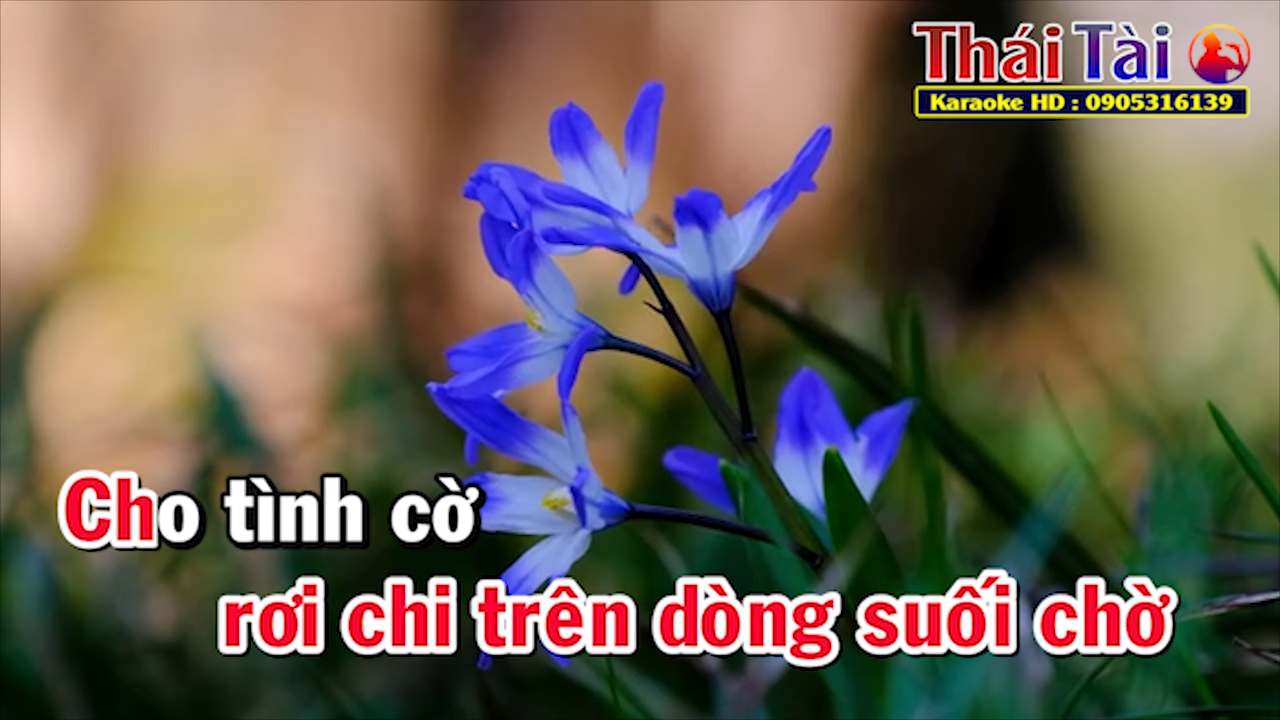 Thái Tài
Karaoke HD : 0905316139
Cho tình cờ
rơi chi trên dòng suối chờ